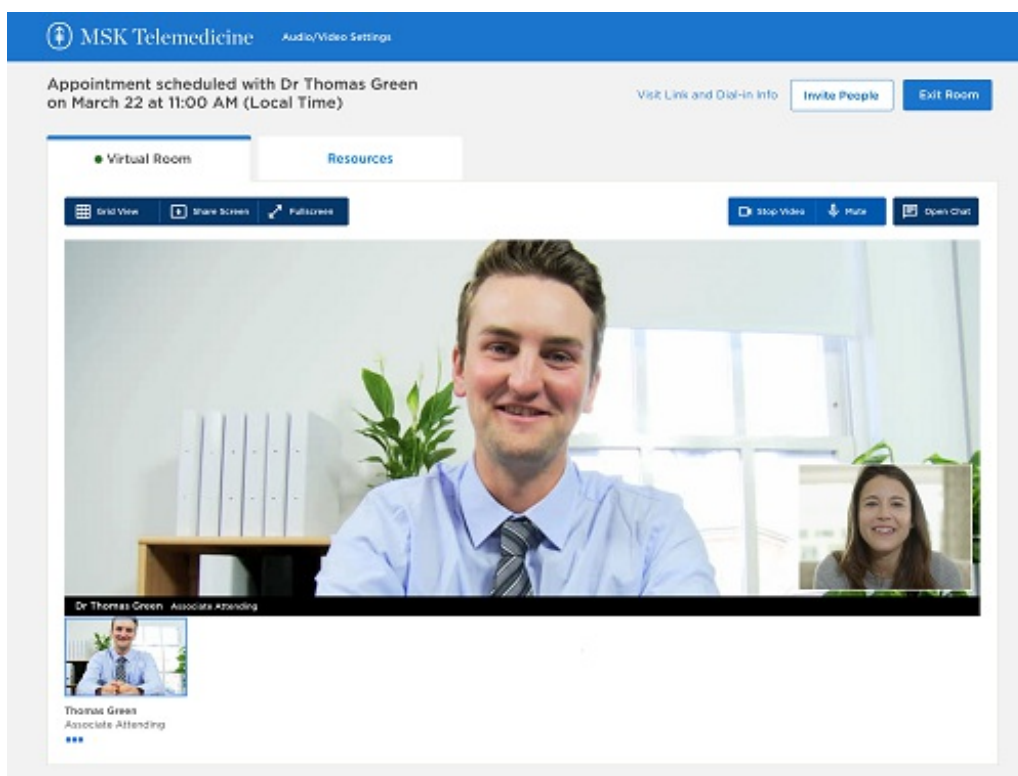 MSK Telemedicine Audio/Video Settings
Appointment scheduled with Dr Thomas Green
on March 22 at 11:00 AM (Local Time)
Visit Link and Dial-in Info Invite People Exit Room
Virtual Room Resources
Grid View Share Screen Fullscreen Stop Video Mute Open Chat
Dr Thomas Green Associate Attending
Thomas Green
Associate Attending